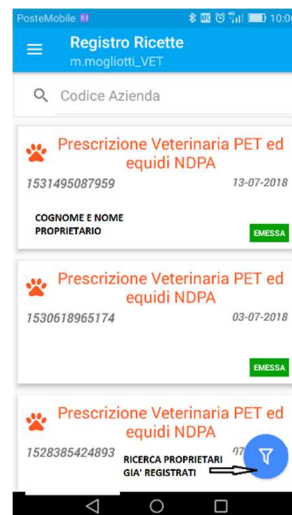 PosteMobile 10:0
Registro Ricette
m.mogliotti_VET
Codice Azienda
Prescrizione Veterinaria PET ed
equidi NDPA
1531495087959 13-07-2018
COGNOME E NOME
PROPRIETARIO
EMESSA
Prescrizione Veterinaria PET ed
equidi NDPA
1530618965174 03-07-2018
EMESSA
Prescrizione Veterinaria PET ed
equidi NDPA
1528385424893 07
RICERCA PROPRIETARI
GIA' REGISTRATI